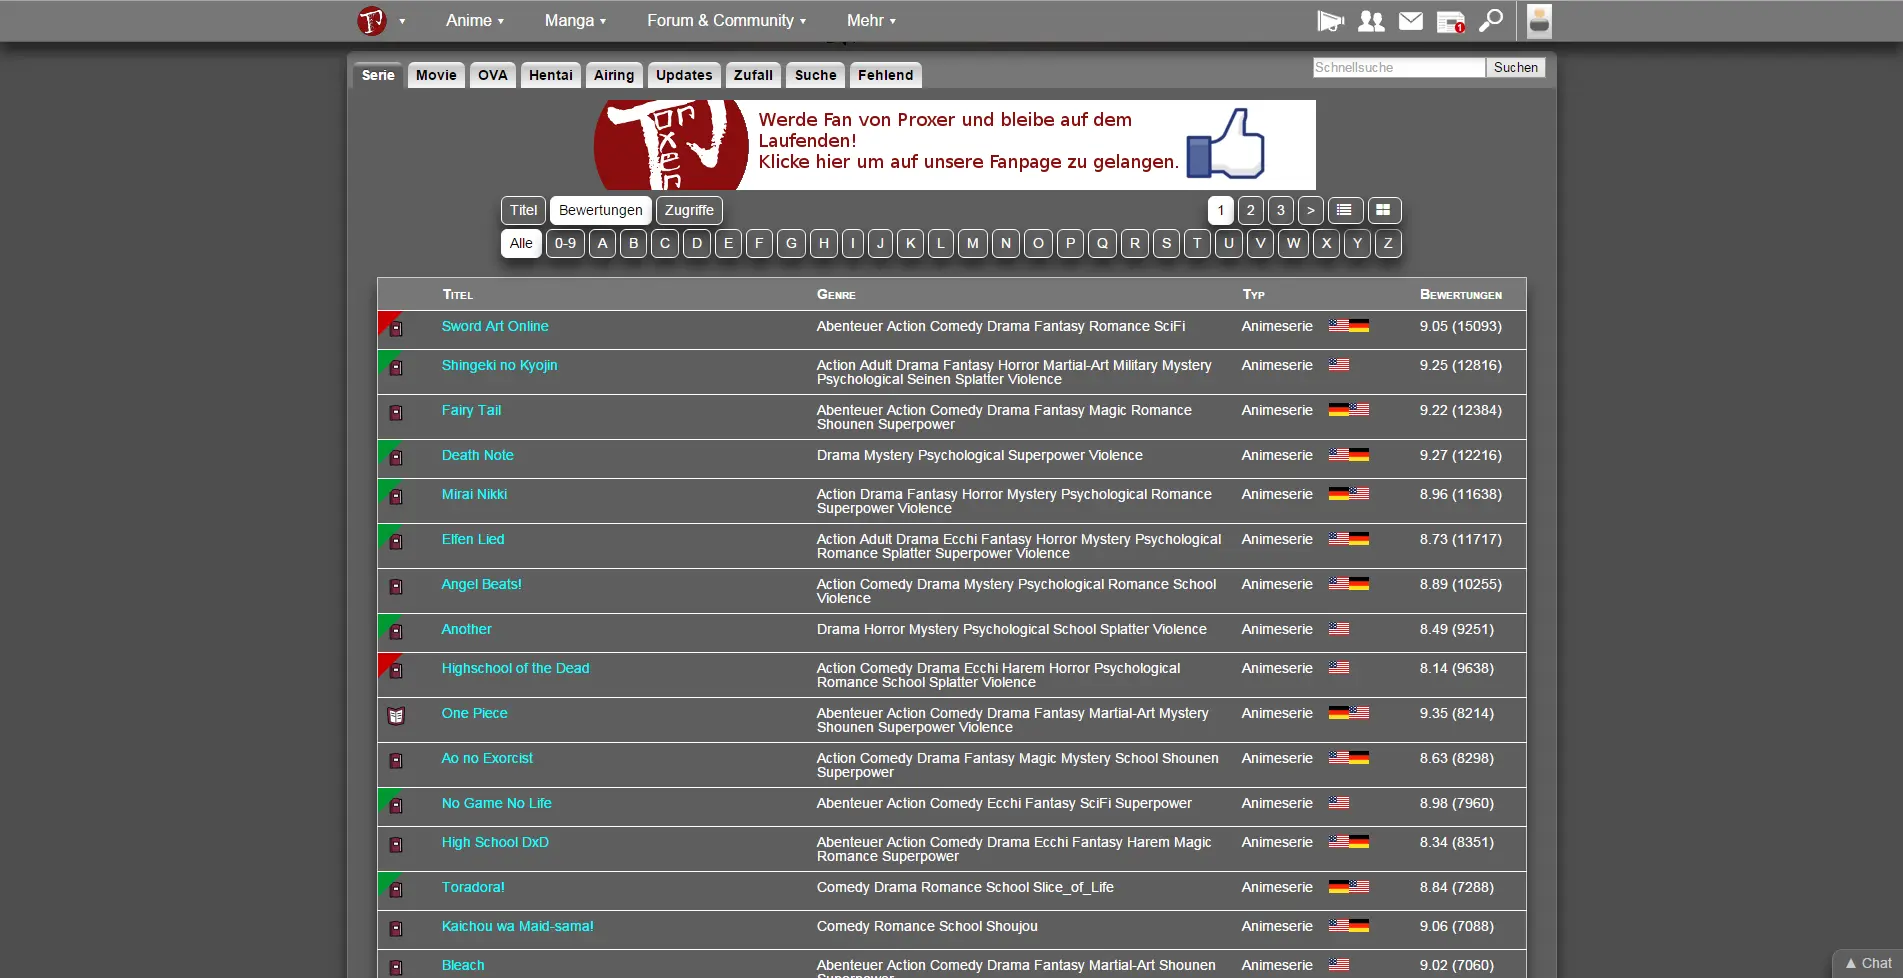 Anime Manga Forum & Community Mehr
1
Serie Movie OVA Hentai Airing Updates Zufall Suche Fehlend
Schnellsuche Suchen
Proxer
Werde Fan von Proxer und bleibe auf dem
Laufenden!
Klicke hier um auf unsere Fanpage zu gelangen.
Titel Bewertungen Zugriffe 1 2 3 >
Alle 0-9 A B C D E F G H I J K L M N O P Q R S T U V W X Y Z
Titel Genre Typ Bewertungen
Sword Art Online Abenteuer Action Comedy Drama Fantasy Romance SciFi Animeserie 9.05 (15093)
Shingeki no Kyojin Action Adult Drama Fantasy Horror Martial-Art Military Mystery Animeserie 9.25 (12816)
Psychological Seinen Splatter Violence
Fairy Tail Abenteuer Action Comedy Drama Fantasy Magic Romance Animeserie 9.22 (12384)
Shounen Superpower
Death Note Drama Mystery Psychological Superpower Violence Animeserie 9.27 (12216)
Mirai Nikki Action Drama Fantasy Horror Mystery Psychological Romance Animeserie 8.96 (11638)
Superpower Violence
Elfen Lied Action Adult Drama Ecchi Fantasy Horror Mystery Psychological Animeserie 8.73 (11717)
Romance Splatter Superpower Violence
Angel Beats! Action Comedy Drama Mystery Psychological Romance School Animeserie 8.89 (10255)
Violence
Another Drama Horror Mystery Psychological School Splatter Violence Animeserie 8.49 (9251)
Highschool of the Dead Action Comedy Drama Ecchi Harem Horror Psychological Animeserie 8.14 (9638)
Romance School Splatter Violence
One Piece Abenteuer Action Comedy Drama Fantasy Martial-Art Mystery Animeserie 9.35 (8214)
Shounen Superpower Violence
Ao no Exorcist Action Comedy Drama Fantasy Magic Mystery School Shounen Animeserie 8.63 (8298)
Superpower
No Game No Life Abenteuer Action Comedy Ecchi Fantasy SciFi Superpower Animeserie 8.98 (7960)
High School DxD Abenteuer Action Comedy Drama Ecchi Fantasy Harem Magic Animeserie 8.34 (8351)
Romance Superpower
Toradora! Comedy Drama Romance School Slice_of_Life Animeserie 8.84 (7288)
Kaichou wa Maid-sama! Comedy Romance School Shoujou Animeserie 9.06 (7088)
Bleach Abenteuer Action Comedy Drama Fantasy Martial-Art Shounen Animeserie 9.02 (7060)
Superpower
▲ Chat